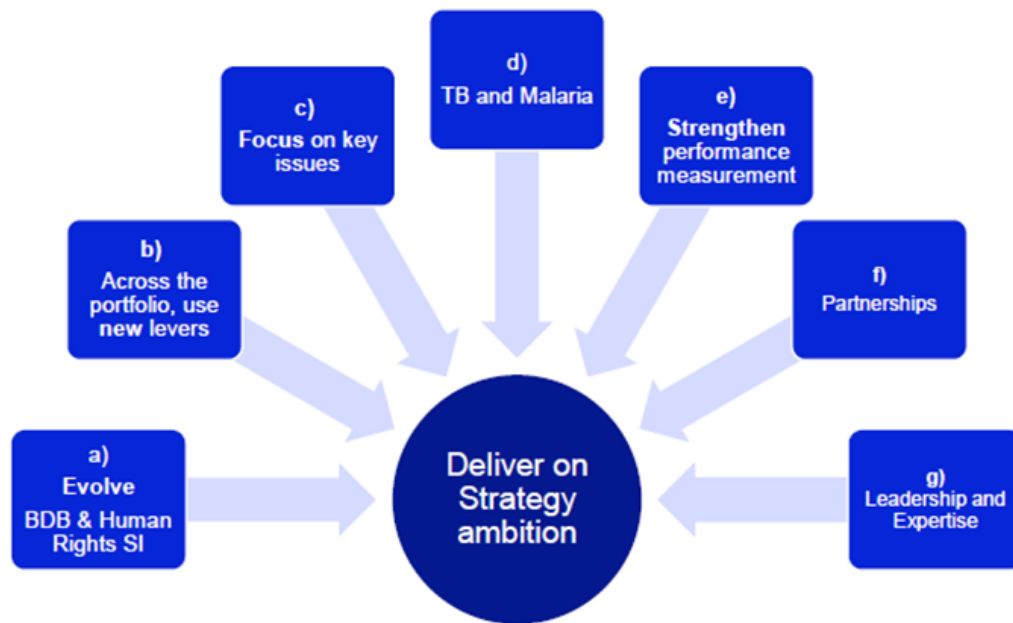 a)
Evolve
BDB & Human
Rights SI
b)
Across the
portfolio, use
new levers
c)
Focus on key
issues
d)
TB and Malaria
e)
Strengthen
performance
measurement
f)
Partnerships
g)
Leadership and
Expertise
Deliver on
Strategy
ambition